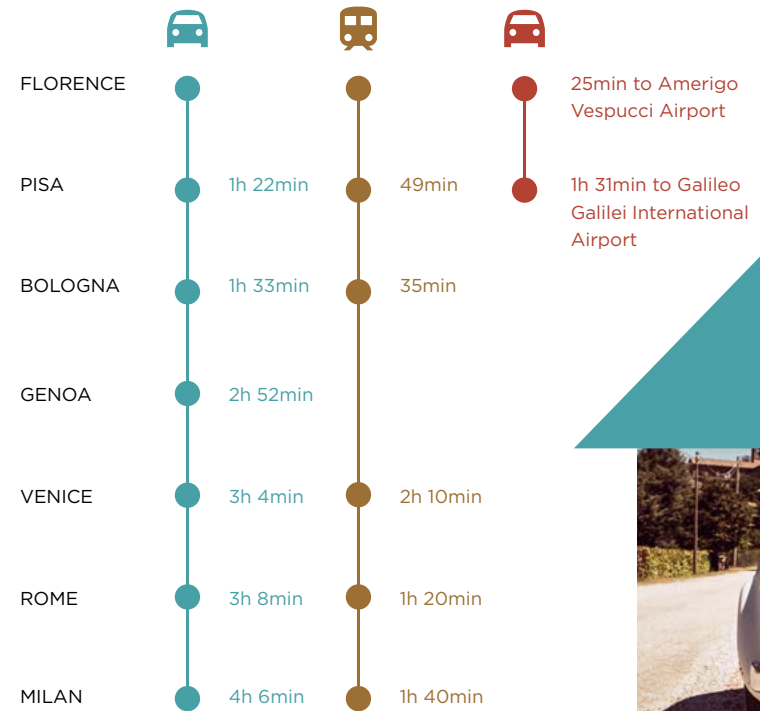 FLORENCE
25min to Amerigo
Vespucci Airport
PISA
1h 22min
49min
1h 31min to Galileo
Galilei International
Airport
BOLOGNA
1h 33min
35min
GENOA
2h 52min
VENICE
3h 4min
2h 10min
ROME
3h 8min
1h 20min
MILAN
4h 6min
1h 40min